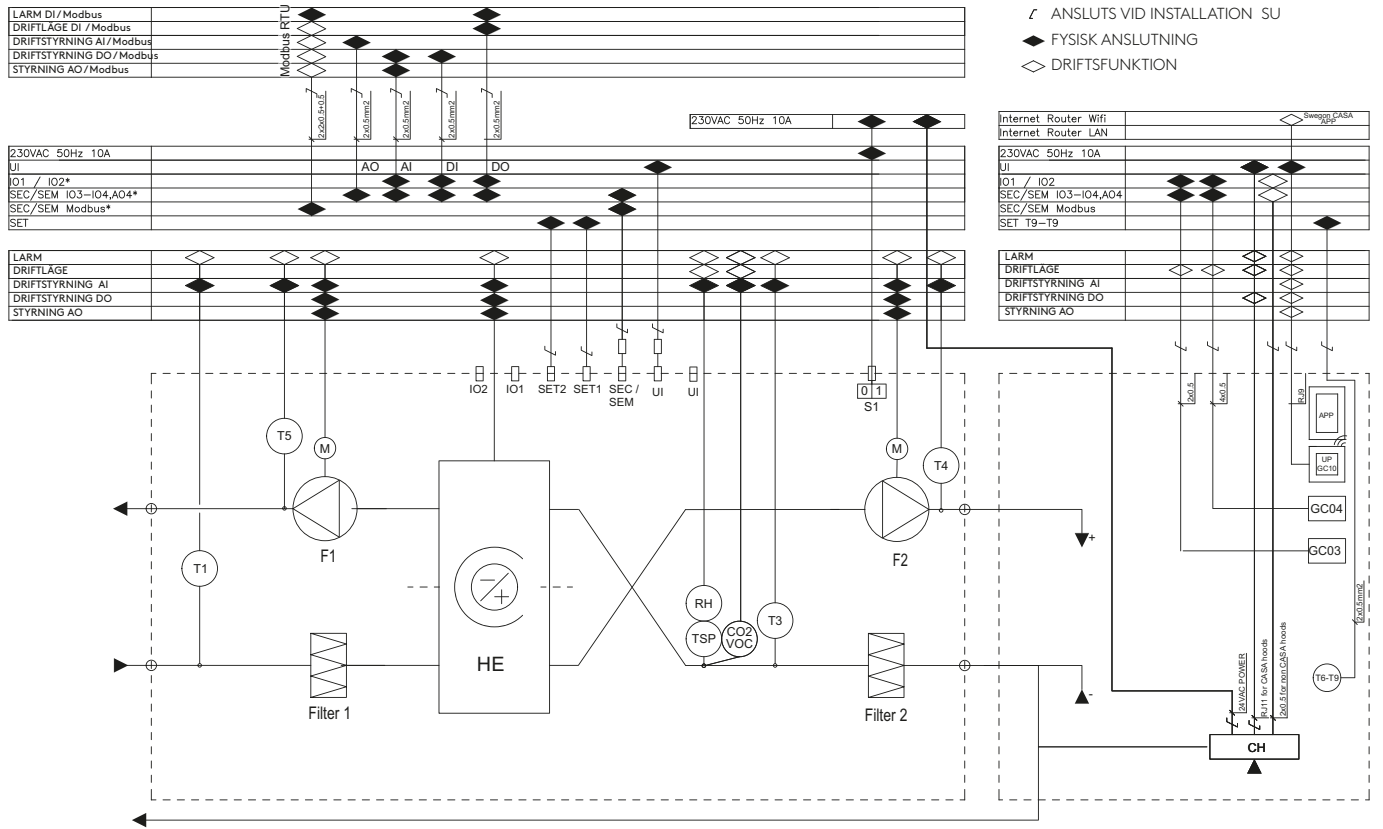 LARM DI/Modbus
DRIFTLÄGE DI /Modbus
DRIFTSTYRNING AI/Modbus
DRIFTSTYRNING DO/Modbus
STYRNING AO/Modbus
Modbus RTU
ANSLUTS VID INSTALLATION SU
FYSISK ANSLUTNING
DRIFTSFUNKTION
2x2x0.5+0.5
2x0.5mm2
2x0.5mm2
2x0.5mm2
2x0.5mm2
230VAC 50Hz 10A
Internet Router Wifi
Internet Router LAN
Swegon CASA
APP
230VAC 50Hz 10A
UI
IO1 / IO2*
SEC/SEM IO3-IO4,AO4*
SEC/SEM Modbus*
SET
AO
AI
DI
DO
230VAC 50Hz 10A
UI
IO1 / IO2
SEC/SEM IO3-IO4,AO4
SEC/SEM Modbus
SET T9-T9
LARM
DRIFTLÄGE
DRIFTSTYRNING AI
DRIFTSTYRNING DO
STYRNING AO
LARM
DRIFTLÄGE
DRIFTSTYRNING AI
DRIFTSTYRNING DO
STYRNING AO
IO2
IO1
SET2
SET1
SEC /
SEM
UI
UI
0 1
S1
2x0.5
4x0.5
RJ9
APP
UP
GC10
GC04
GC03
T5
M
M
T4
F1
F2
T1
RH
TSP
CO2
VOC
T3
HE
Filter 1
Filter 2
2x0.5mm2
T6-T9
24VAC POWER
RJ11 for CASA hoods
2x0.5 for non CASA hoods
CH
+
-